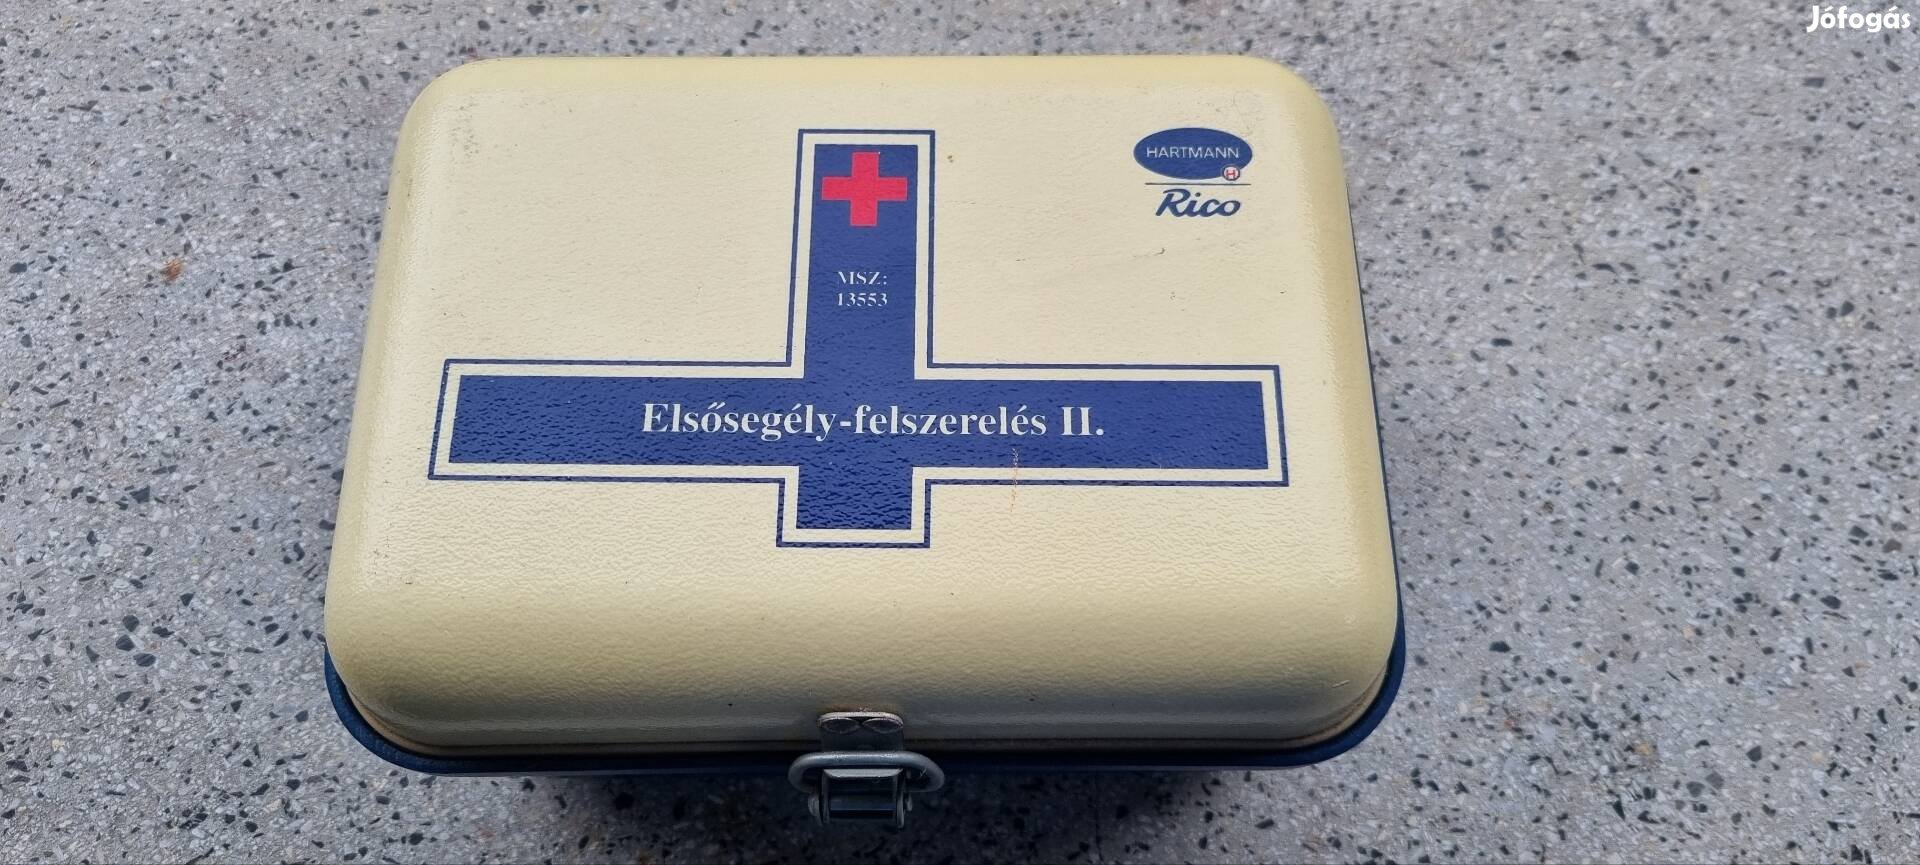 Jófogás
HARTMANN
H
Rico
MSZ:
13553
Elsősegély-felszerelés II.